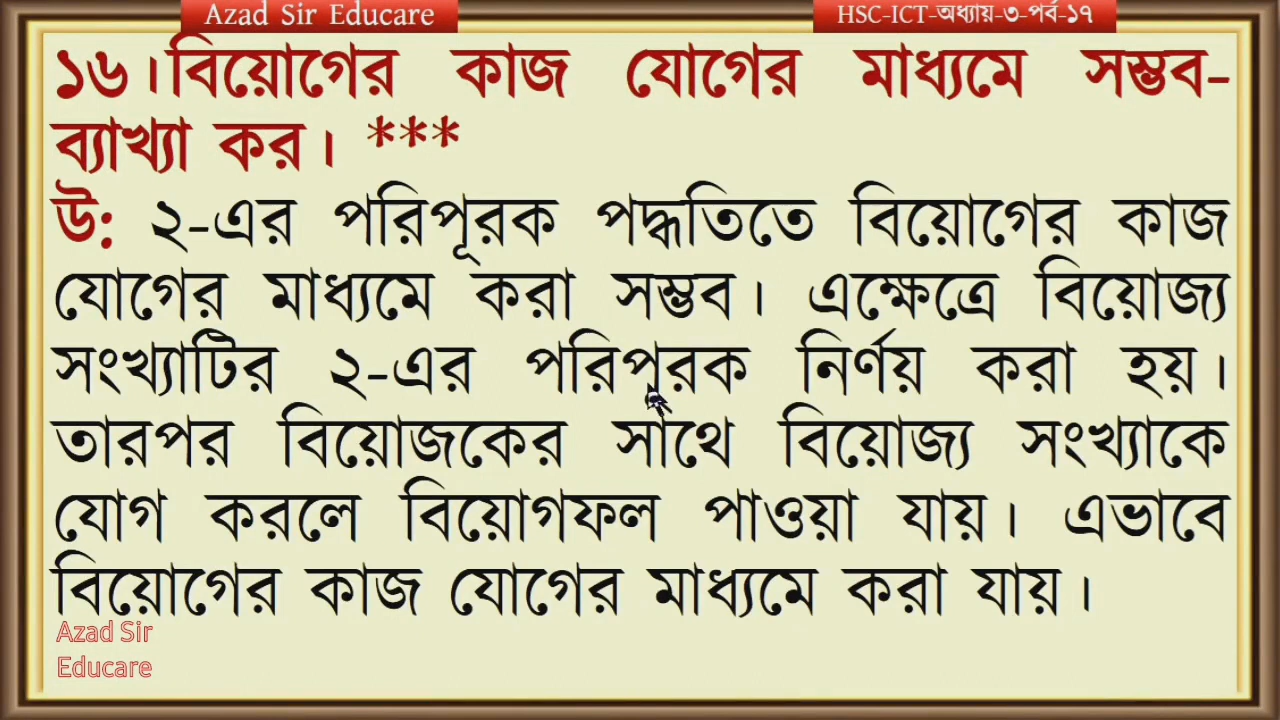 Azad Sir Educare
HSC-ICT-অধ্যায়-৩-পর্ব-১৭
১৬।বিয়োগের কাজ যোগের মাধ্যমে সম্ভব-
ব্যাখ্যা কর। ***
উ: ২-এর পরিপূরক পদ্ধতিতে বিয়োগের কাজ
যোগের মাধ্যমে করা সম্ভব। এক্ষেত্রে বিয়োজ্য
সংখ্যাটির ২-এর পরিপূরক নির্ণয় করা হয়।
তারপর বিয়োজকের সাথে বিয়োজ্য সংখ্যাকে
যোগ করলে বিয়োগফল পাওয়া যায়। এভাবে
বিয়োগের কাজ যোগের মাধ্যমে করা যায়।
Azad Sir
Educare